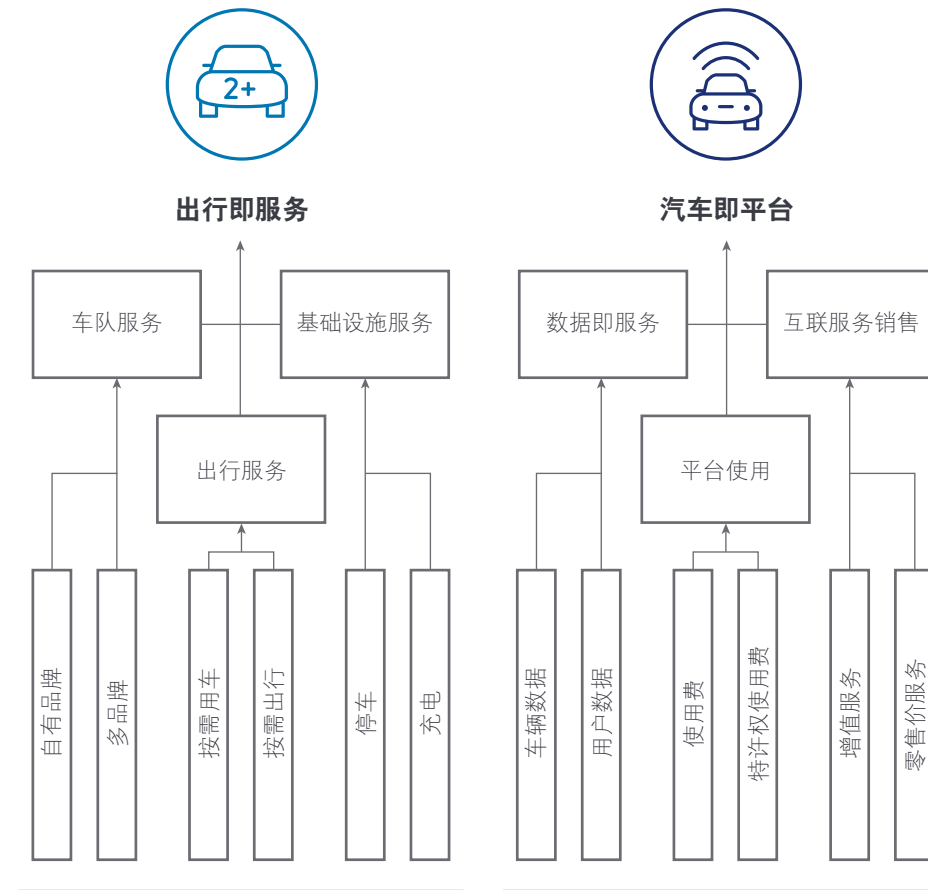 2+
出行即服务
车队服务
基础设施服务
出行服务
自有品牌
多品牌
按需用车
按需出行
停车
充电
汽车即平台
数据即服务
互联服务销售
平台使用
车辆数据
用户数据
使用费
特许权使用费
增值服务
零售价服务